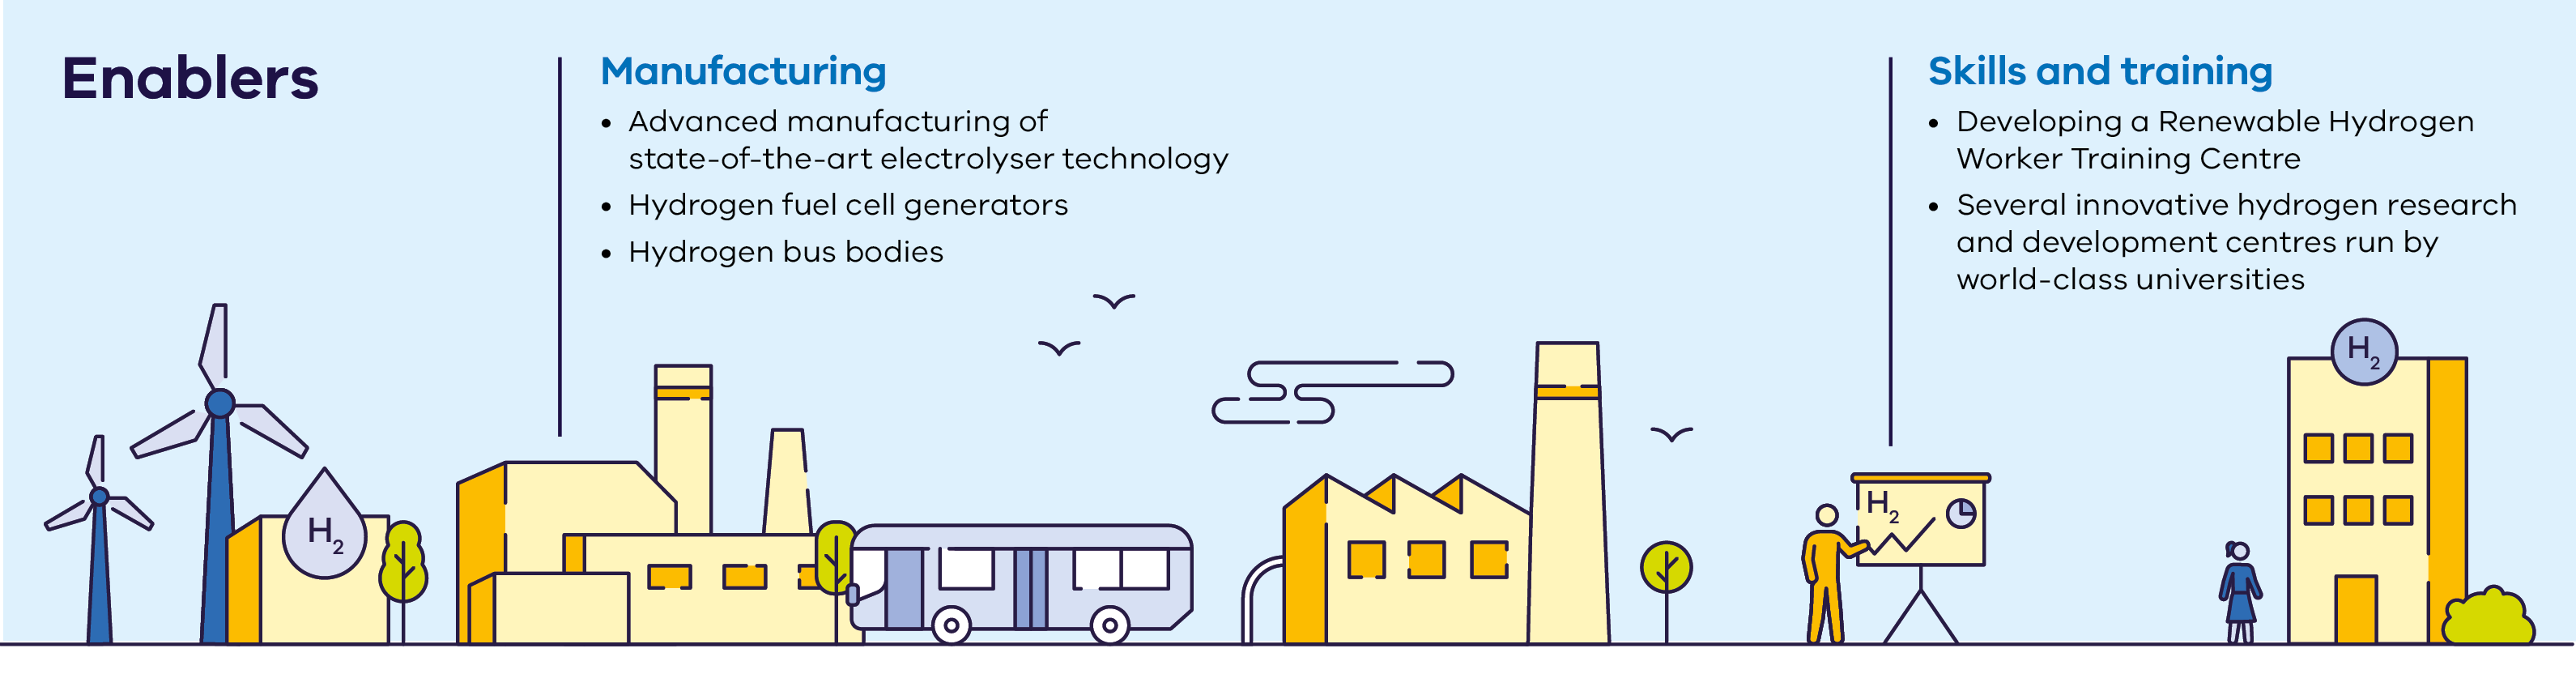 Enablers
Manufacturing
• Advanced manufacturing of
state-of-the-art electrolyser technology
• Hydrogen fuel cell generators
• Hydrogen bus bodies
Skills and training
• Developing a Renewable Hydrogen
Worker Training Centre
• Several innovative hydrogen research
and development centres run by
world-class universities
H₂
H₂
H₂